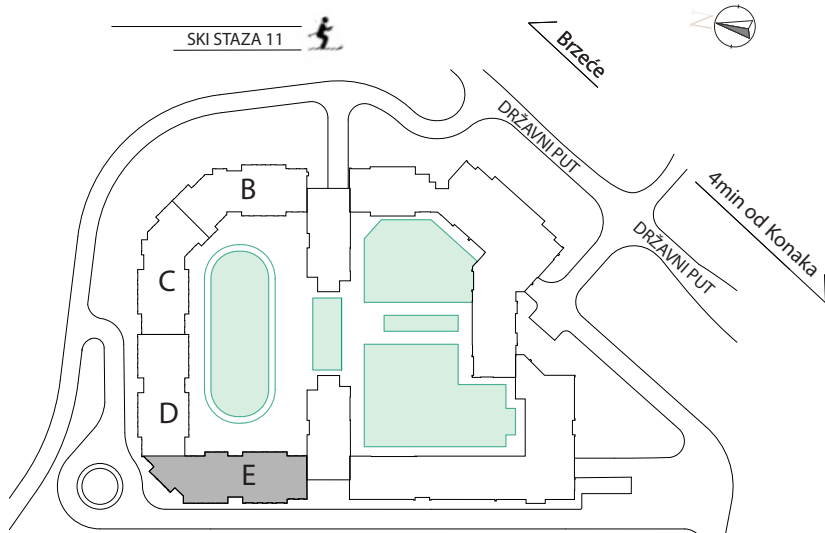 SKI STAZA 11
N
Brzeće
DRŽAVNI PUT
4min od Konaka
DRŽAVNI PUT
B
C
D
E